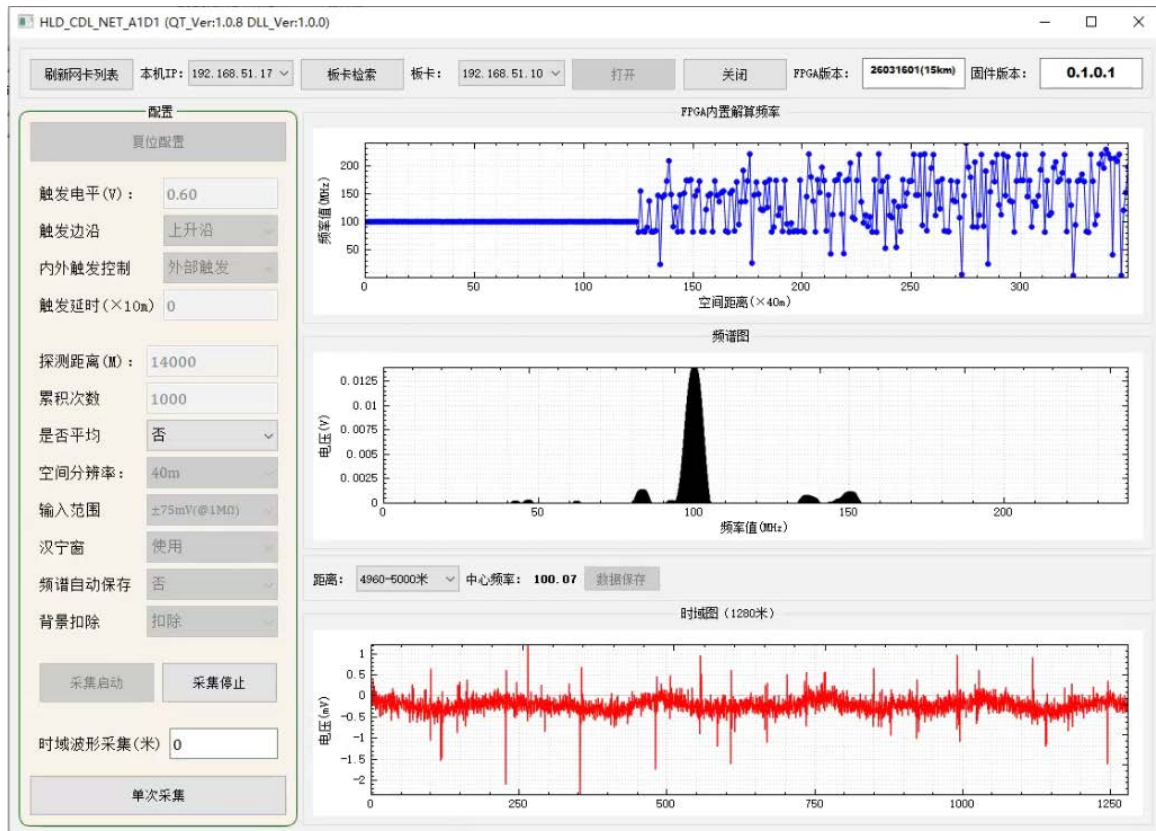 HLD_CDL_NET_A1D1 (QT_Ver:1.0.8 DLL_Ver:1.0.0)
刷新网卡列表 本机IP: 192.168.51.17 板卡检索 板卡: 192.168.51.10 打开 关闭 FPGA版本: 26031601(15km) 固件版本: 0.1.0.1
配置
复位配置
触发电平(V): 0.60
触发边沿 上升沿
内外触发控制 外部触发
触发延时(×10m) 0
探测距离(M): 14000
累积次数 1000
是否平均 否
空间分辨率: 40m
输入范围 ±75mV(@1MΩ)
汉宁窗 使用
频谱自动保存 否
背景扣除 扣除
采集启动 采集停止
时域波形采集(米) 0
单次采集
FPGA内置解算频率
频率值(MHz)
200
150
100
50
0 50 100 150 200 250 300
空间距离(×40m)
频谱图
电压(V)
0.0125
0.01
0.0075
0.005
0.0025
0
0 50 100 150 200
频率值(MHz)
距离: 4960-5000米 中心频率: 100.07 数据保存
时域图(1280米)
电压(mV)
1
0.5
0
-0.5
-1
-1.5
-2
0 250 500 750 1000 1250